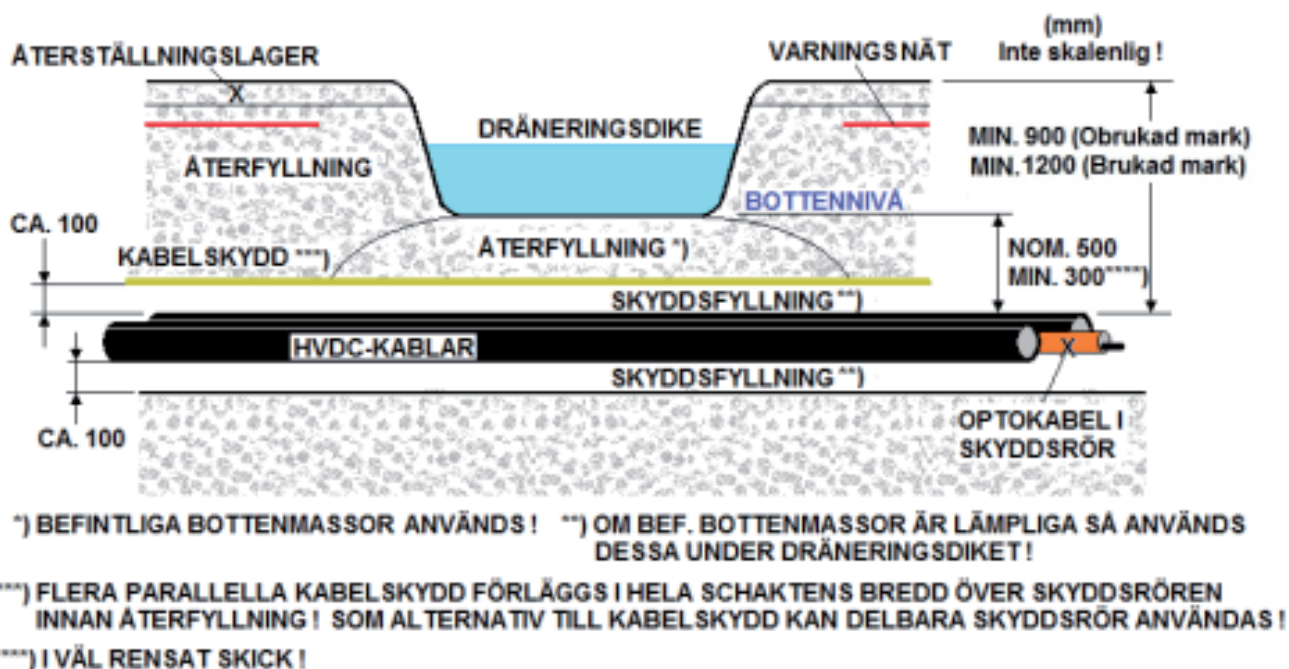 (mm)
Inte skalenlig !
ÅTERSTÄLLNINGSLAGER
VARNINGSNÄT
X
DRÄNERINGSDIKE
MIN. 900 (Obrukad mark)
MIN. 1200 (Brukad mark)
ÅTERFYLLNING
BOTTENNIVÅ
CA. 100
KABELSKYDD ***)
ÅTERFYLLNING *)
NOM. 500
MIN. 300****)
SKYDDSFYLLNING **)
HVDC-KABLAR
X
SKYDDSFYLLNING **)
CA. 100
OPTOKABEL I
SKYDDSRÖR
*) BEFINTLIGA BOTTENMASSOR ANVÄNDS ! **) OM BEF. BOTTENMASSOR ÄR LÄMPLIGA SÅ ANVÄNDS
DESSA UNDER DRÄNERINGSDIKET !
***) FLERA PARALLELLA KABELSKYDD FÖRLÄGGS I HELA SCHAKTENS BREDD ÖVER SKYDDSRÖREN
INNAN ÅTERFYLLNING ! SOM ALTERNATIV TILL KABELSKYDD KAN DELBARA SKYDDSRÖR ANVÄNDAS !
****) I VÄL RENSAT SKICK !